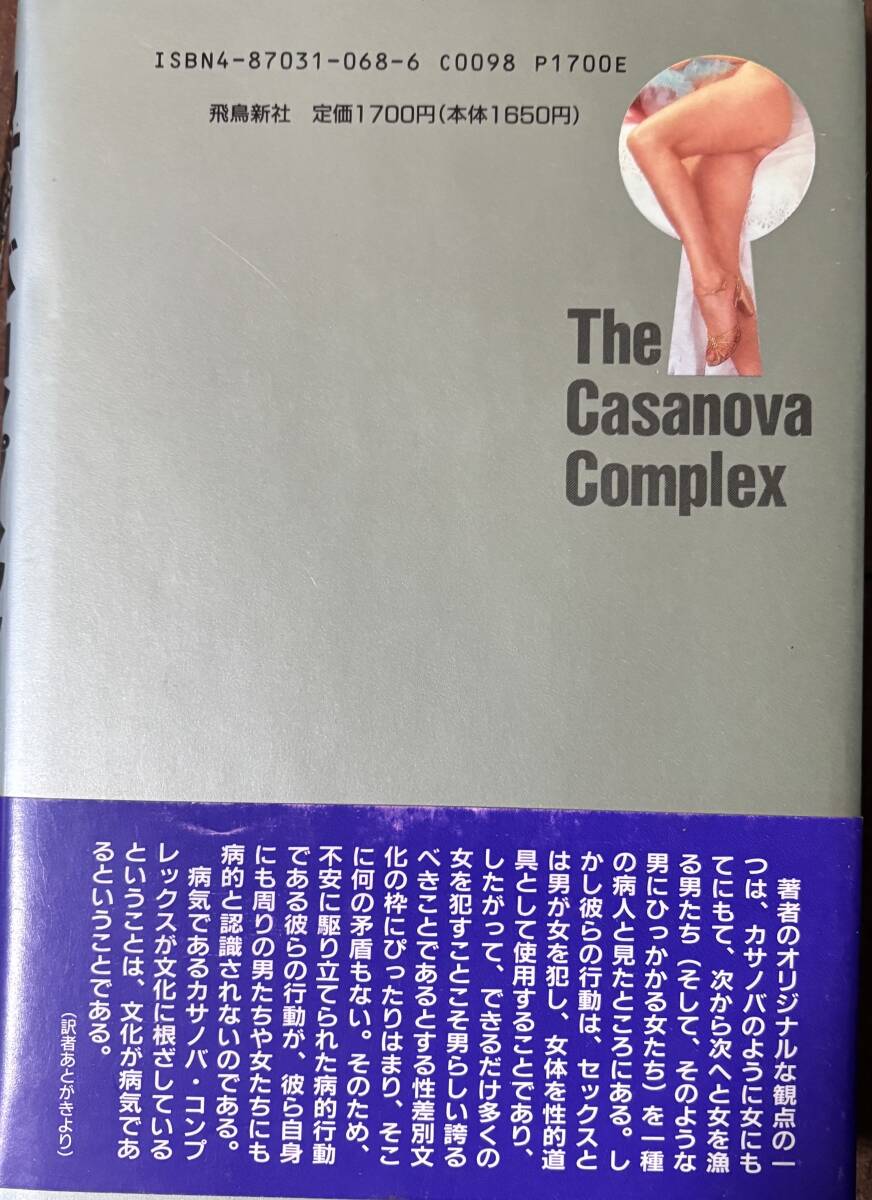 ISBN4-87031-068-6 C0098 P1700E
飛鳥新社 定価1700円(本体1650円)
The
Casanova
Complex
著者のオリジナルな観点の一
つは、カサノバのように女にも
てにもて、次から次へと女を漁
る男たち(そして、そのような
男にひっかかる女たち)を一種
の病人と見たところにある。し
かし彼らの行動は、セックスと
は男が女を犯し、女体を性的道
具として使用することであり、
したがって、できるだけ多くの
女を犯すことこそ男らしい誇る
べきことであるとする性差別文
化の枠にぴったりはまり、そこ
に何の矛盾もない。そのため、
不安に駆り立てられた病的行動
である彼らの行動が、彼ら自身
にも周りの男たちや女たちにも
病的と認識されないのである。
病気であるカサノバ・コンプ
レックスが文化に根ざしている
ということは、文化が病気であ
るということである。
(訳者あとがきより)